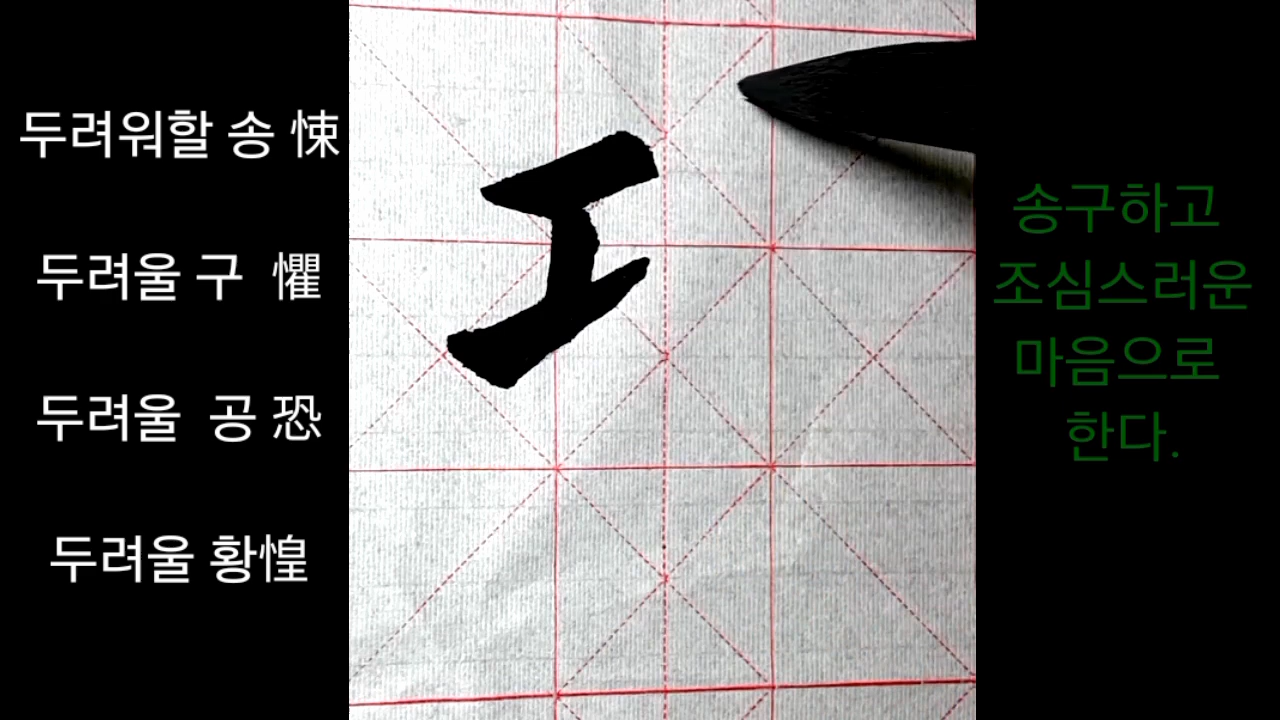 두려워할 송 悚
두려울 구 懼
두려울 공 恐
두려울 황惶
工
송구하고
조심스러운
마음으로
한다.